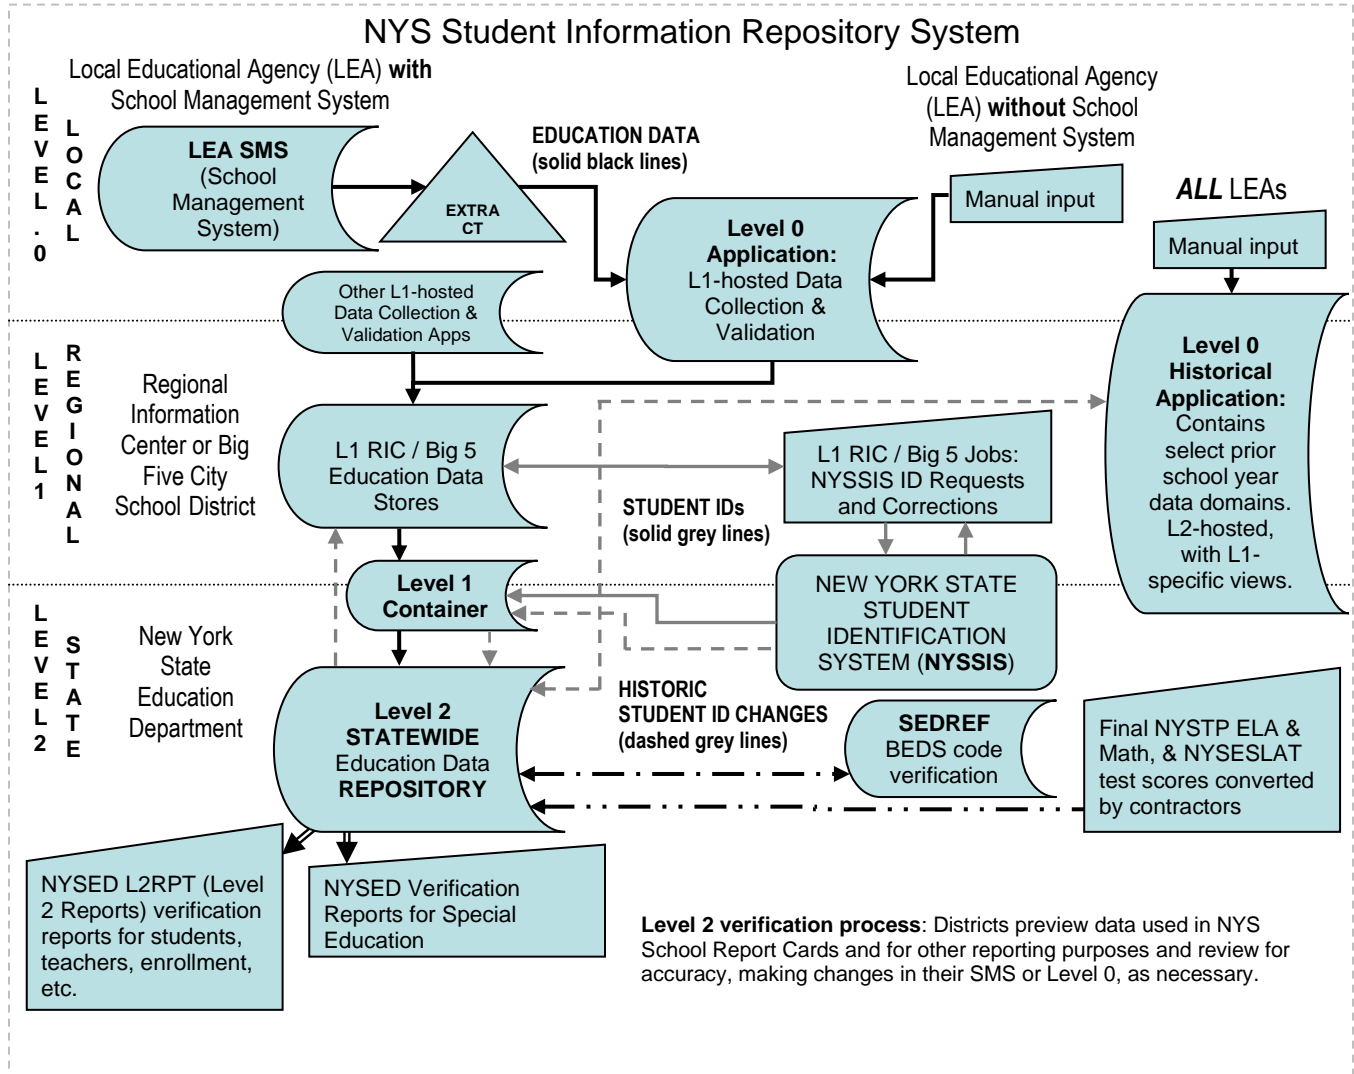 NYS Student Information Repository System
Local Educational Agency (LEA) with
School Management System
Local Educational Agency
(LEA) without School
Management System
LEVEL.0
LOCAL
LEA SMS
(School
Management
System)
EXTRA
CT
EDUCATION DATA
(solid black lines)
Level 0
Application:
L1-hosted Data
Collection &
Validation
Manual input
ALL LEAs
Manual input
Other L1-hosted
Data Collection &
Validation Apps
LEVEL1
REGIONAL
Regional
Information
Center or Big
Five City
School District
L1 RIC / Big 5
Education Data
Stores
L1 RIC / Big 5 Jobs:
NYSSIS ID Requests
and Corrections
STUDENT IDs
(solid grey lines)
Level 0
Historical
Application:
Contains
select prior
school year
data domains.
L2-hosted,
with L1-
specific views.
Level 1
Container
NEW YORK STATE
STUDENT
IDENTIFICATION
SYSTEM (NYSSIS)
LEVEL2
STATE
New York
State
Education
Department
Level 2
STATEWIDE
Education Data
REPOSITORY
HISTORIC
STUDENT ID CHANGES
(dashed grey lines)
SEDREF
BEDS code
verification
Final NYSTP ELA &
Math, & NYSESLAT
test scores converted
by contractors
NYSED L2RPT (Level
2 Reports) verification
reports for students,
teachers, enrollment,
etc.
NYSED Verification
Reports for Special
Education
Level 2 verification process: Districts preview data used in NYS
School Report Cards and for other reporting purposes and review for
accuracy, making changes in their SMS or Level 0, as necessary.